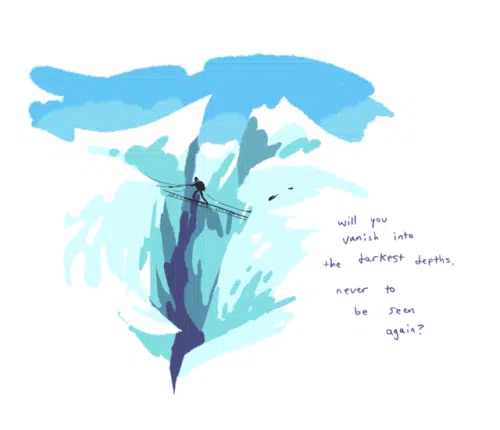 will you
vanish into
the darkest depths,
never to
be seen
again?